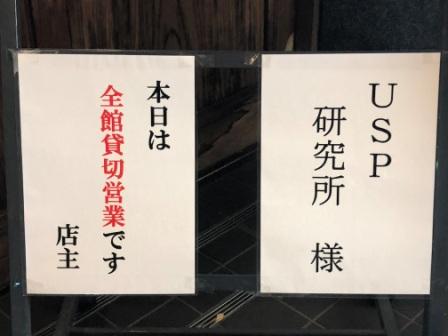 USP
研究所 様
本日は
全館貸切営業です
店主